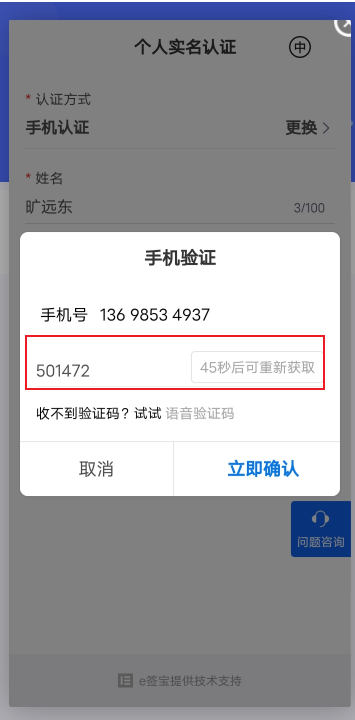 个人实名认证 中
* 认证方式
手机认证 更换
* 姓名
旷远东 3/100
手机验证
手机号 136 9853 4937
501472 45秒后可重新获取
收不到验证码？试试 语音验证码
取消 立即确认
问题咨询
e签宝提供技术支持